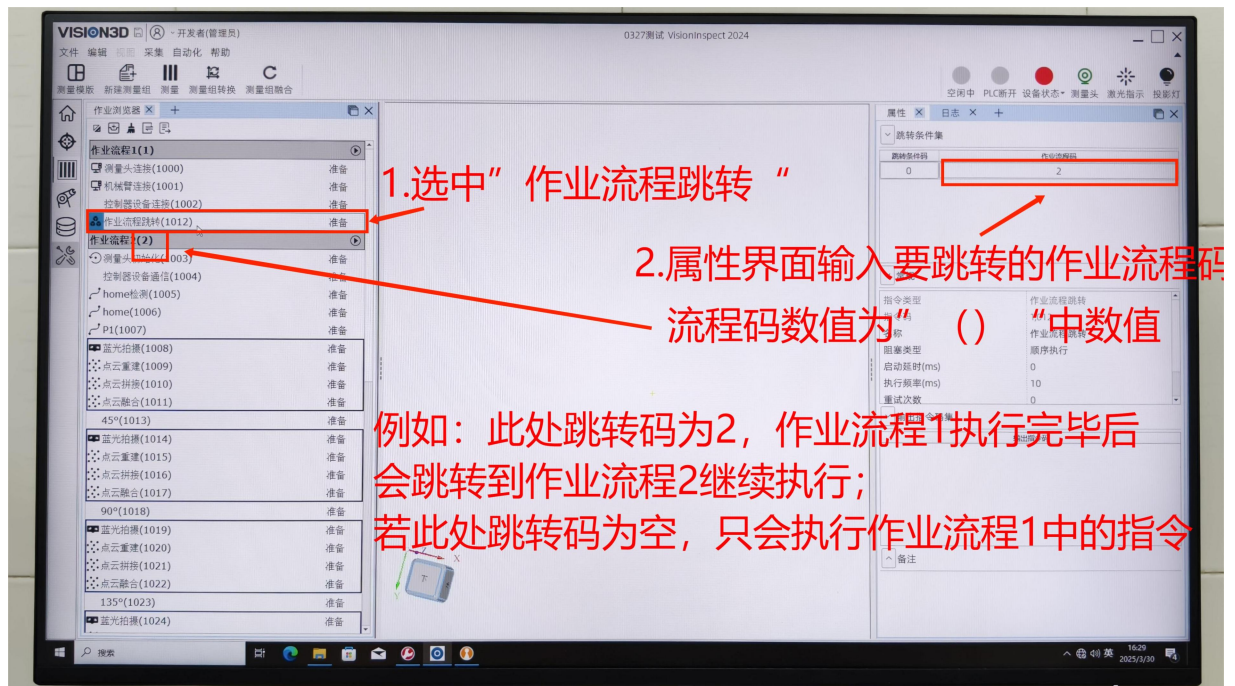 VISION3D - 开发者(管理员)
0327测试 VisionInspect 2024
文件 编辑 视图 采集 自动化 帮助
测量模版 新建测量组 测量 测量组转换 测量组融合
空闲中 PLC断开 设备状态 测量头 激光指示 投影灯
作业浏览器
属性 日志
跳转条件集
跳转条件码 作业流程码
0 2
作业流程1(1)
测量头连接(1000) 准备
机械臂连接(1001) 准备
控制器设备连接(1002) 准备
作业流程跳转(1012) 准备
作业流程2(2)
测量头初始化(1003) 准备
控制器设备通信(1004) 准备
home检测(1005) 准备
home(1006) 准备
P1(1007) 准备
蓝光拍摄(1008) 准备
点云重建(1009) 准备
点云拼接(1010) 准备
点云融合(1011) 准备
45°(1013) 准备
蓝光拍摄(1014) 准备
点云重建(1015) 准备
点云拼接(1016) 准备
点云融合(1017) 准备
90°(1018) 准备
蓝光拍摄(1019) 准备
点云重建(1020) 准备
点云拼接(1021) 准备
点云融合(1022) 准备
135°(1023) 准备
蓝光拍摄(1024) 准备
1.选中”作业流程跳转“
2.属性界面输入要跳转的作业流程码
流程码数值为”()“中数值
例如：此处跳转码为2，作业流程1执行完毕后
会跳转到作业流程2继续执行；
若此处跳转码为空，只会执行作业流程1中的指令
指令类型 作业流程跳转
名称 作业流程跳转
阻塞类型 顺序执行
启动延时(ms) 0
执行频率(ms) 10
重试次数 0
备注
下
X
Y
搜索
英
16:29
2025/3/30